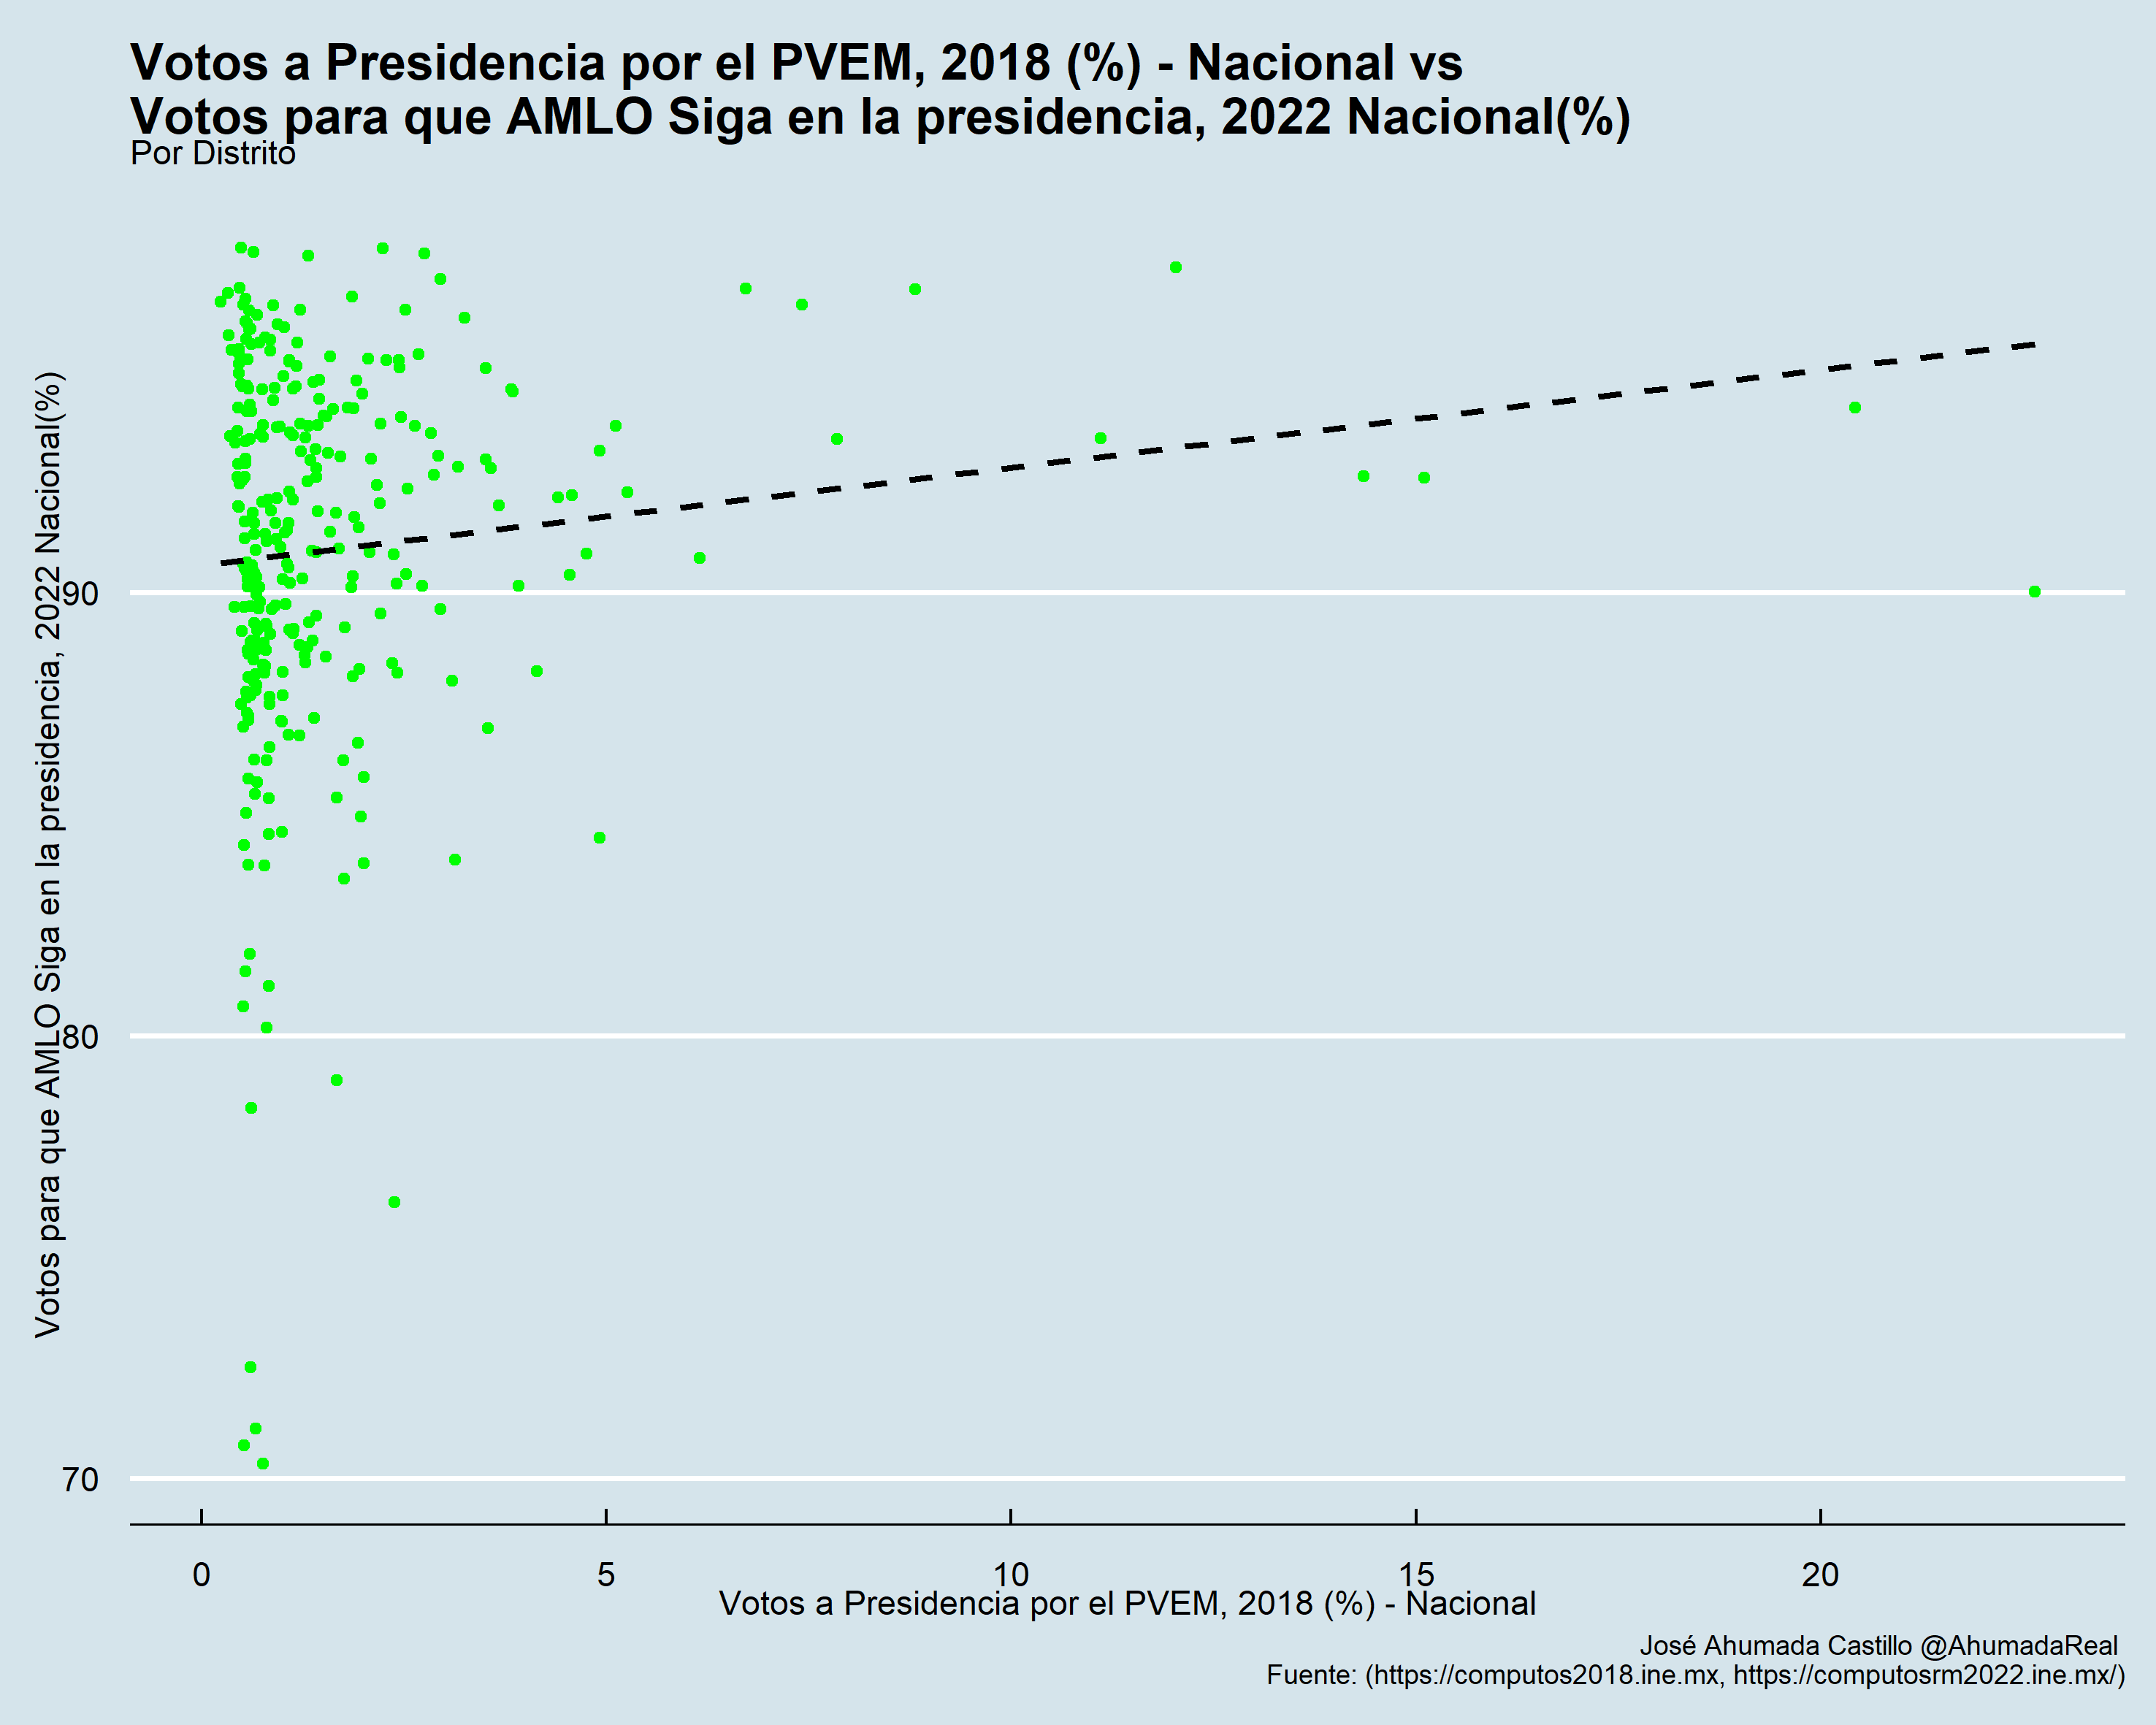 Votos a Presidencia por el PVEM, 2018 (%) - Nacional vs
Votos para que AMLO Siga en la presidencia, 2022 Nacional(%)
Por Distrito
Votos para que AMLO Siga en la presidencia, 2022 Nacional(%)
90
80
70
0 5 10 15 20
Votos a Presidencia por el PVEM, 2018 (%) - Nacional
José Ahumada Castillo @AhumadaReal
Fuente: (https://computos2018.ine.mx, https://computosrm2022.ine.mx/)